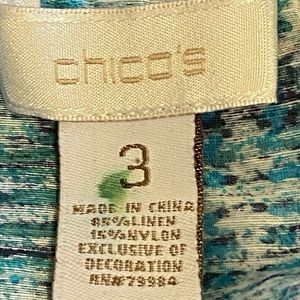 chico's
3
MADE IN CHINA
85%LINEN
15%NYLON
EXCLUSIVE OF
DECORATION
RN#79984